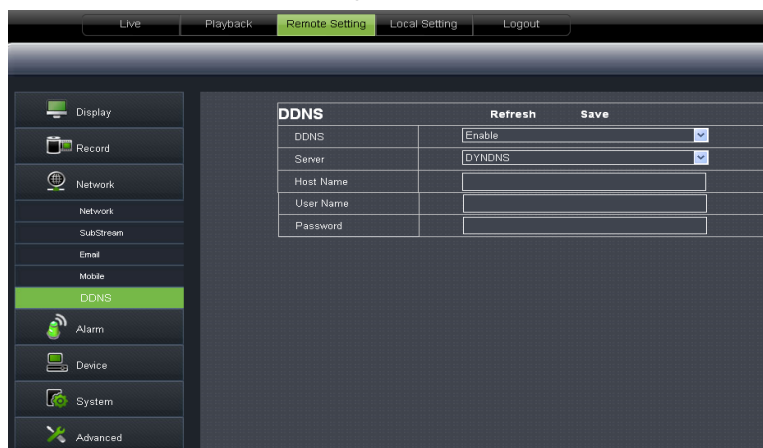 Live Playback Remote Setting Local Setting Logout
Display
Record
Network
Network
SubStream
Email
Mobile
DDNS
Alarm
Device
System
Advanced
DDNS Refresh Save
DDNS Enable
Server DYNDNS
Host Name
User Name
Password